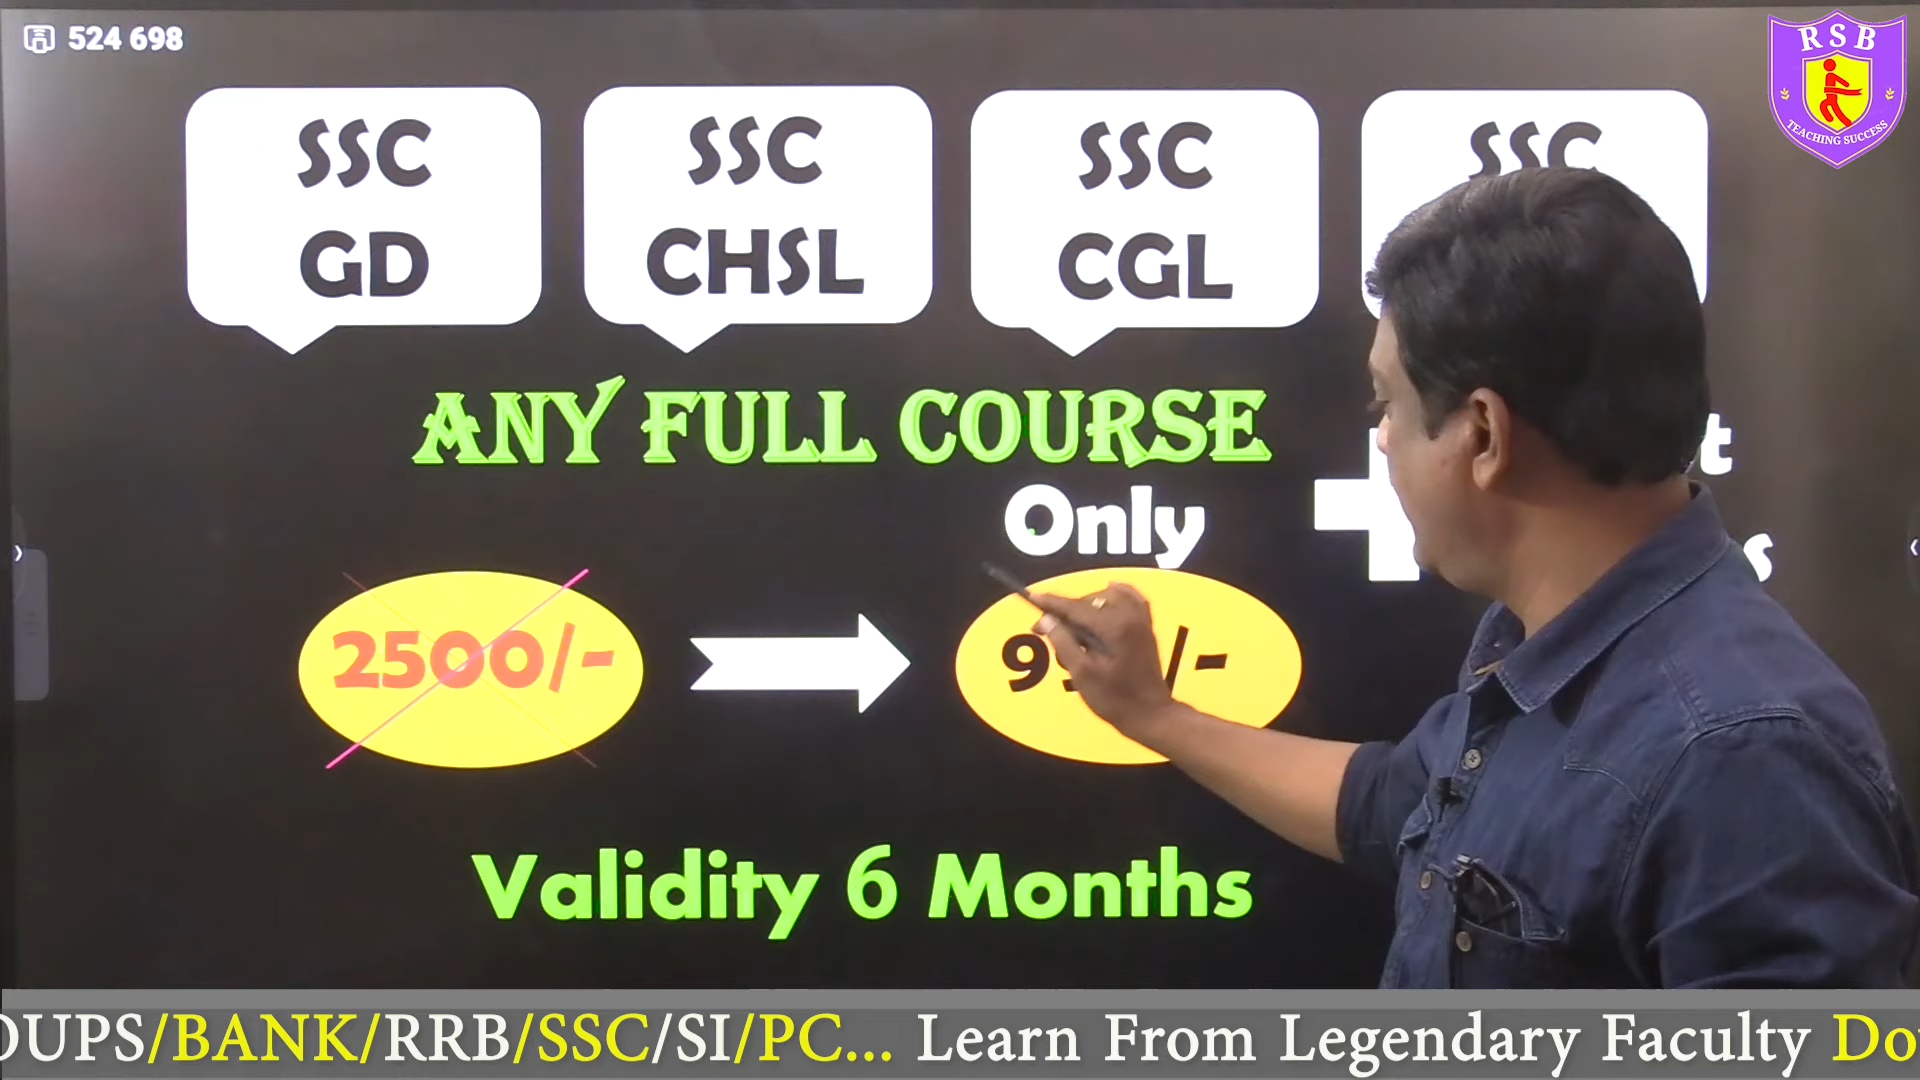 524 698
RSB
TEACHING SUCCESS
SSC
GD
SSC
CHSL
SSC
CGL
SSC
ANY FULL COURSE
Only
2500/-
Validity 6 Months
/BANK/RRB/SSC/SI/PC... Learn From Legendary Faculty